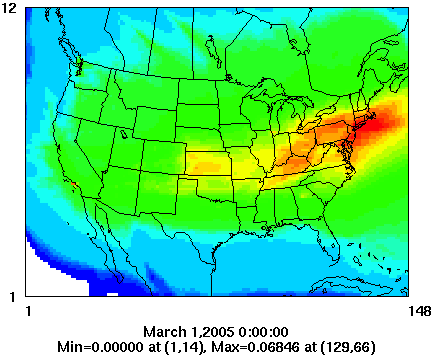 12
1
1
148
March 1,2005 0:00:00
Min=0.00000 at (1,14), Max=0.06846 at (129,66)